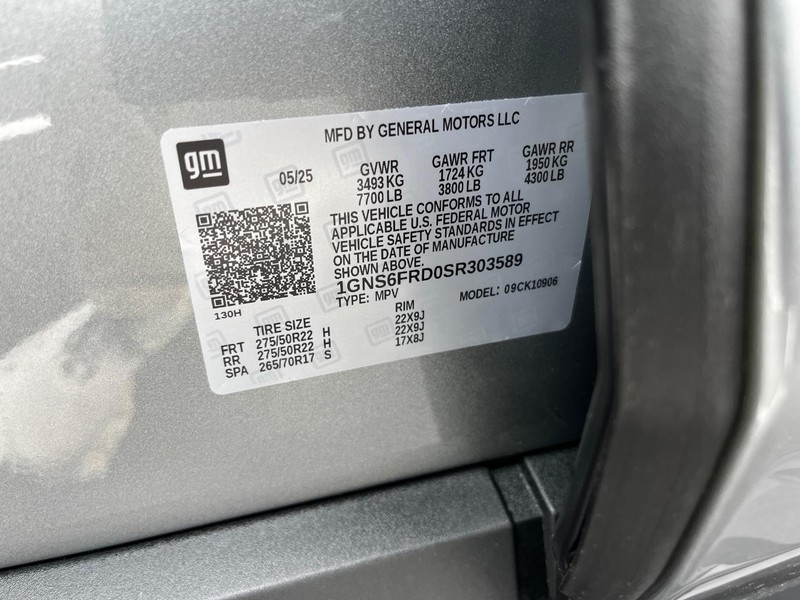 MFD BY GENERAL MOTORS LLC
gm
05/25
GVWR GAWR FRT GAWR RR
3493 KG 1724 KG 1950 KG
7700 LB 3800 LB 4300 LB
THIS VEHICLE CONFORMS TO ALL
APPLICABLE U.S. FEDERAL MOTOR
VEHICLE SAFETY STANDARDS IN EFFECT
ON THE DATE OF MANUFACTURE
SHOWN ABOVE.
1GNS6FRD0SR303589
TYPE: MPV MODEL: 09CK10906
130H
TIRE SIZE RIM
FRT 275/50R22 H 22X9J
RR 275/50R22 H 22X9J
SPA 265/70R17 S 17X8J